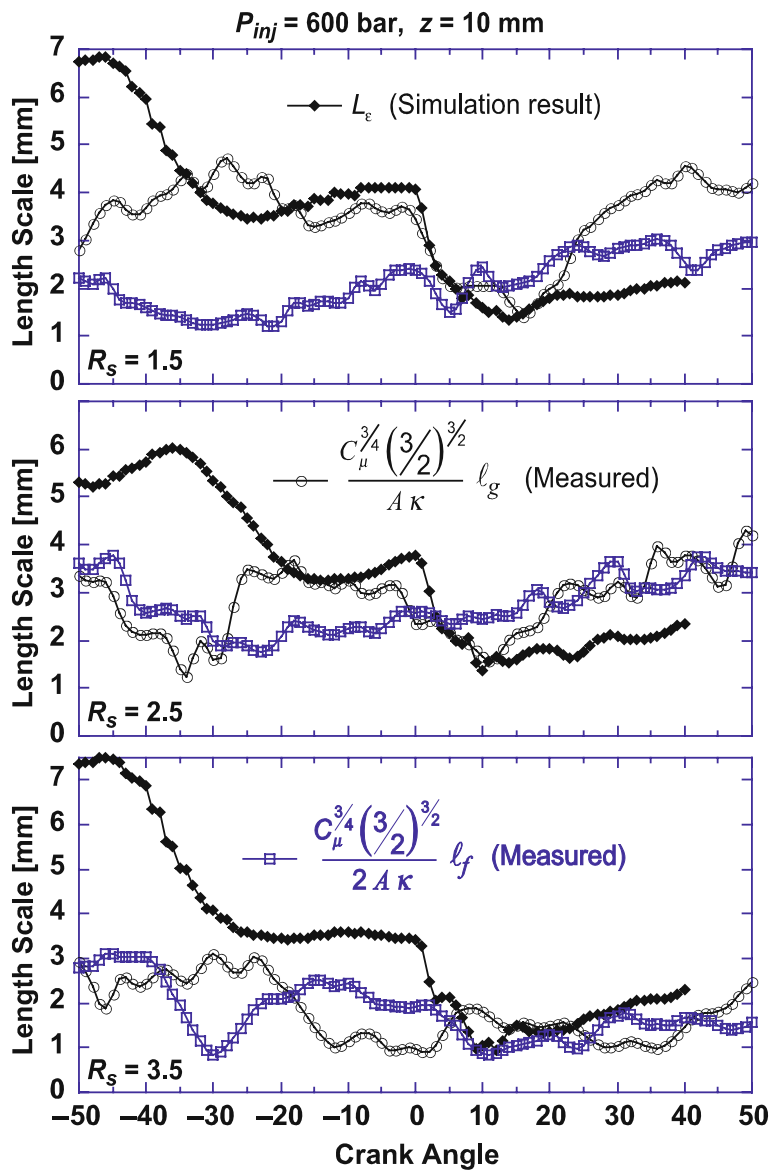 P_inj = 600 bar, z = 10 mm
7
6
5
4
3
2
1
0
Length Scale [mm]
L_ε (Simulation result)
R_s = 1.5
6
5
4
3
2
1
0
Length Scale [mm]
C_μ^{3/4} (3/2)^{3/2} / A κ ℓ_g (Measured)
R_s = 2.5
7
6
5
4
3
2
1
0
Length Scale [mm]
C_μ^{3/4} (3/2)^{3/2} / 2 A κ ℓ_f (Measured)
R_s = 3.5
–50 –40 –30 –20 –10 0 10 20 30 40 50
Crank Angle